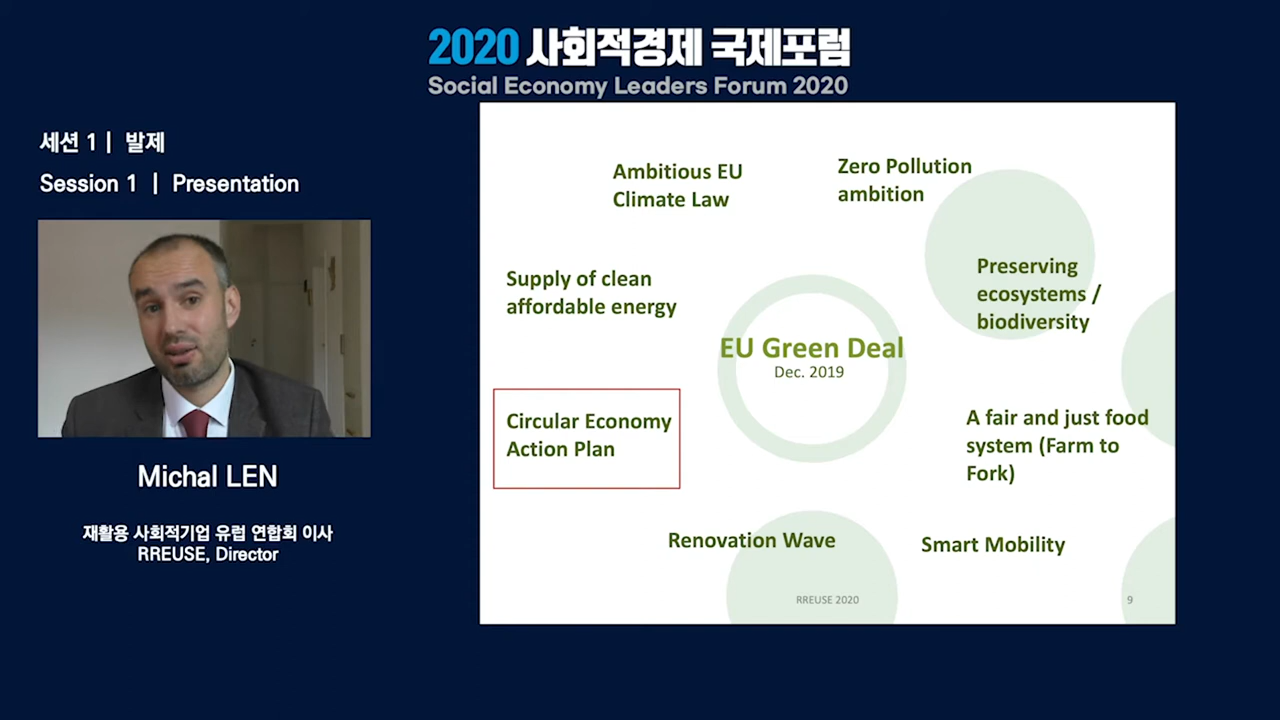 2020 사회적경제 국제포럼
Social Economy Leaders Forum 2020
세션 1 | 발제
Session 1 | Presentation
Michal LEN
재활용 사회적기업 유럽 연합회 이사
RREUSE, Director
Ambitious EU
Climate Law
Zero Pollution
ambition
Supply of clean
affordable energy
Preserving
ecosystems /
biodiversity
EU Green Deal
Dec. 2019
Circular Economy
Action Plan
A fair and just food
system (Farm to
Fork)
Renovation Wave
Smart Mobility
RREUSE 2020
9